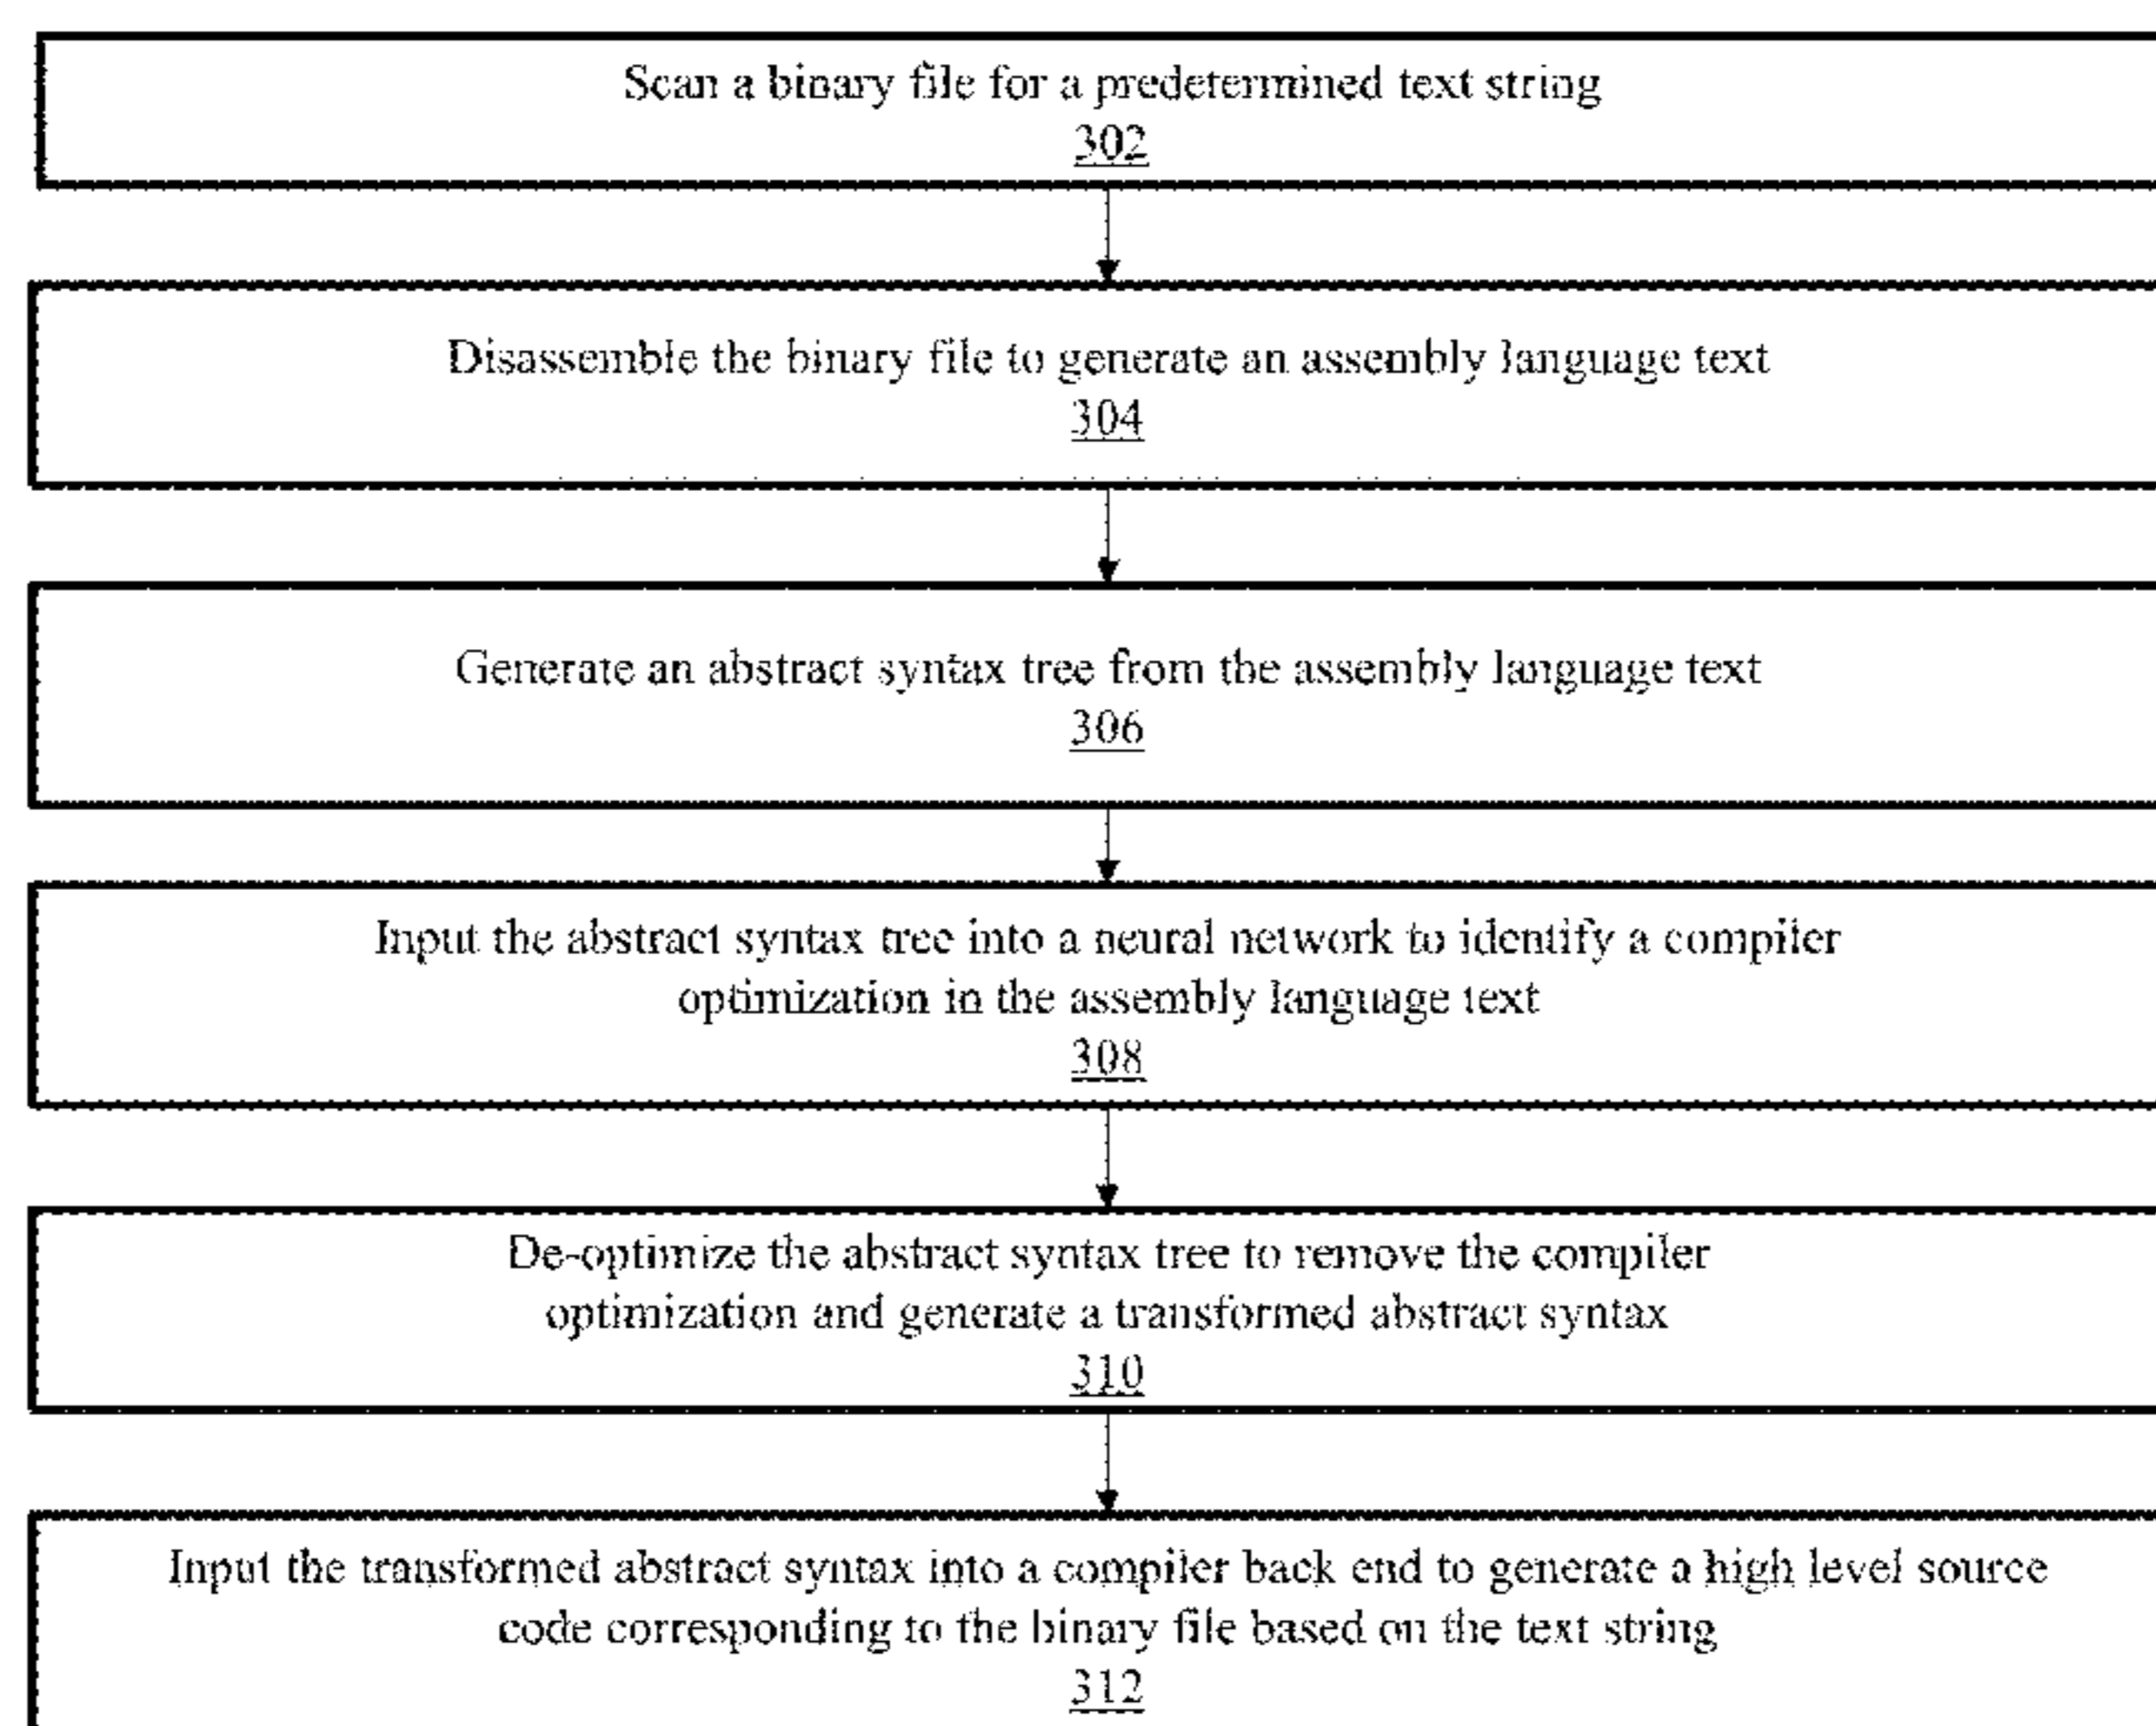 Scan a binary file for a predetermined text string
302
Disassemble the binary file to generate an assembly language text
304
Generate an abstract syntax tree from the assembly language text
306
Input the abstract syntax tree into a neural network to identify a compiler
optimization in the assembly language text
308
De-optimize the abstract syntax tree to remove the compiler
optimization and generate a transformed abstract syntax
310
Input the transformed abstract syntax into a compiler back end to generate a high level source
code corresponding to the binary file based on the text string
312